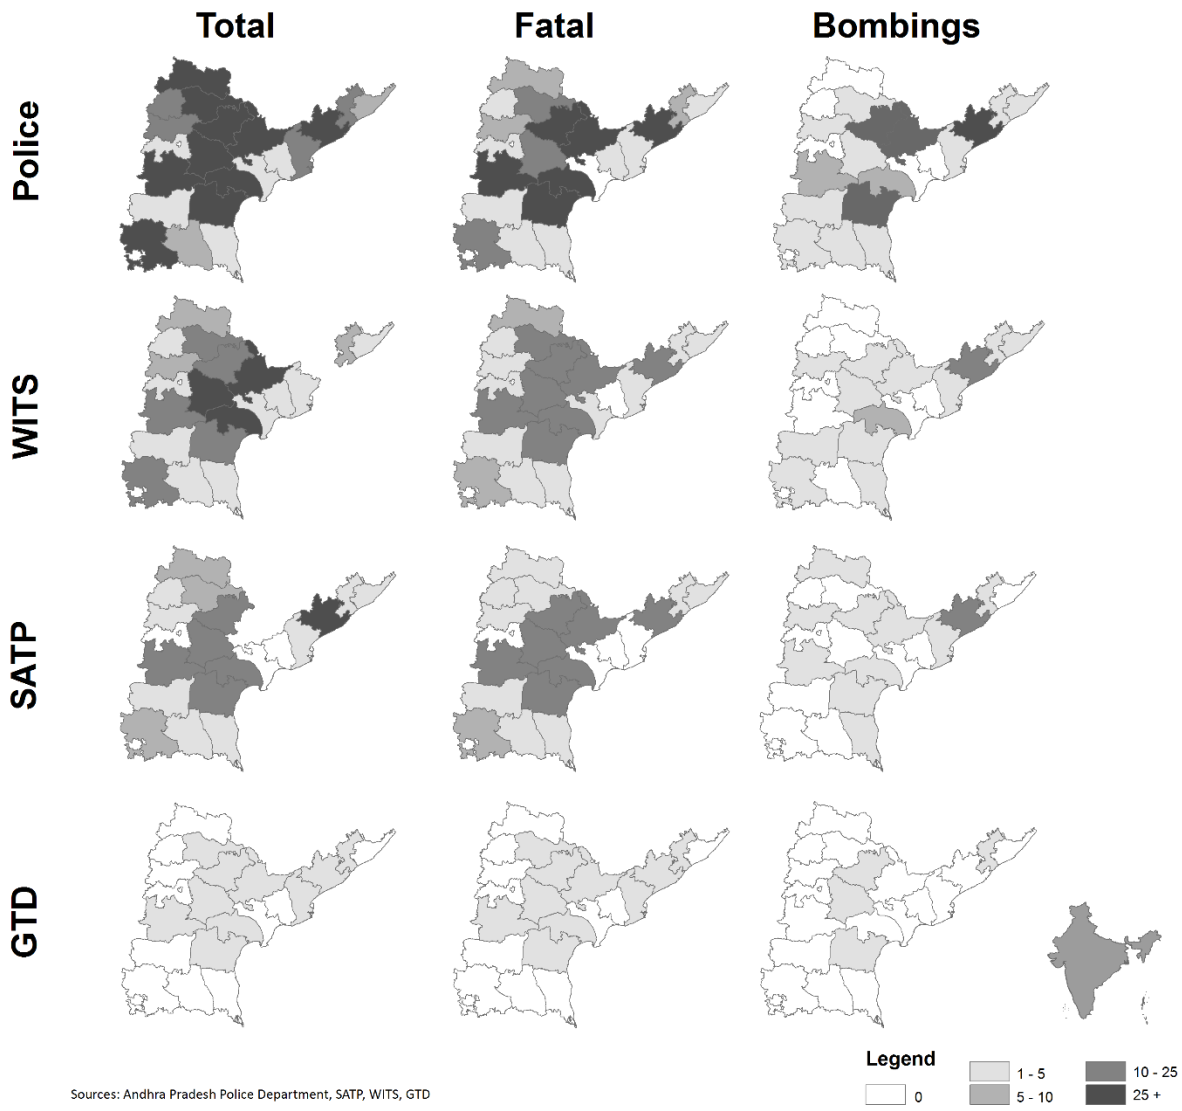 Total Fatal Bombings
Police
WITS
SATP
GTD
Legend
0
1 - 5
5 - 10
10 - 25
25 +
Sources: Andhra Pradesh Police Department, SATP, WITS, GTD